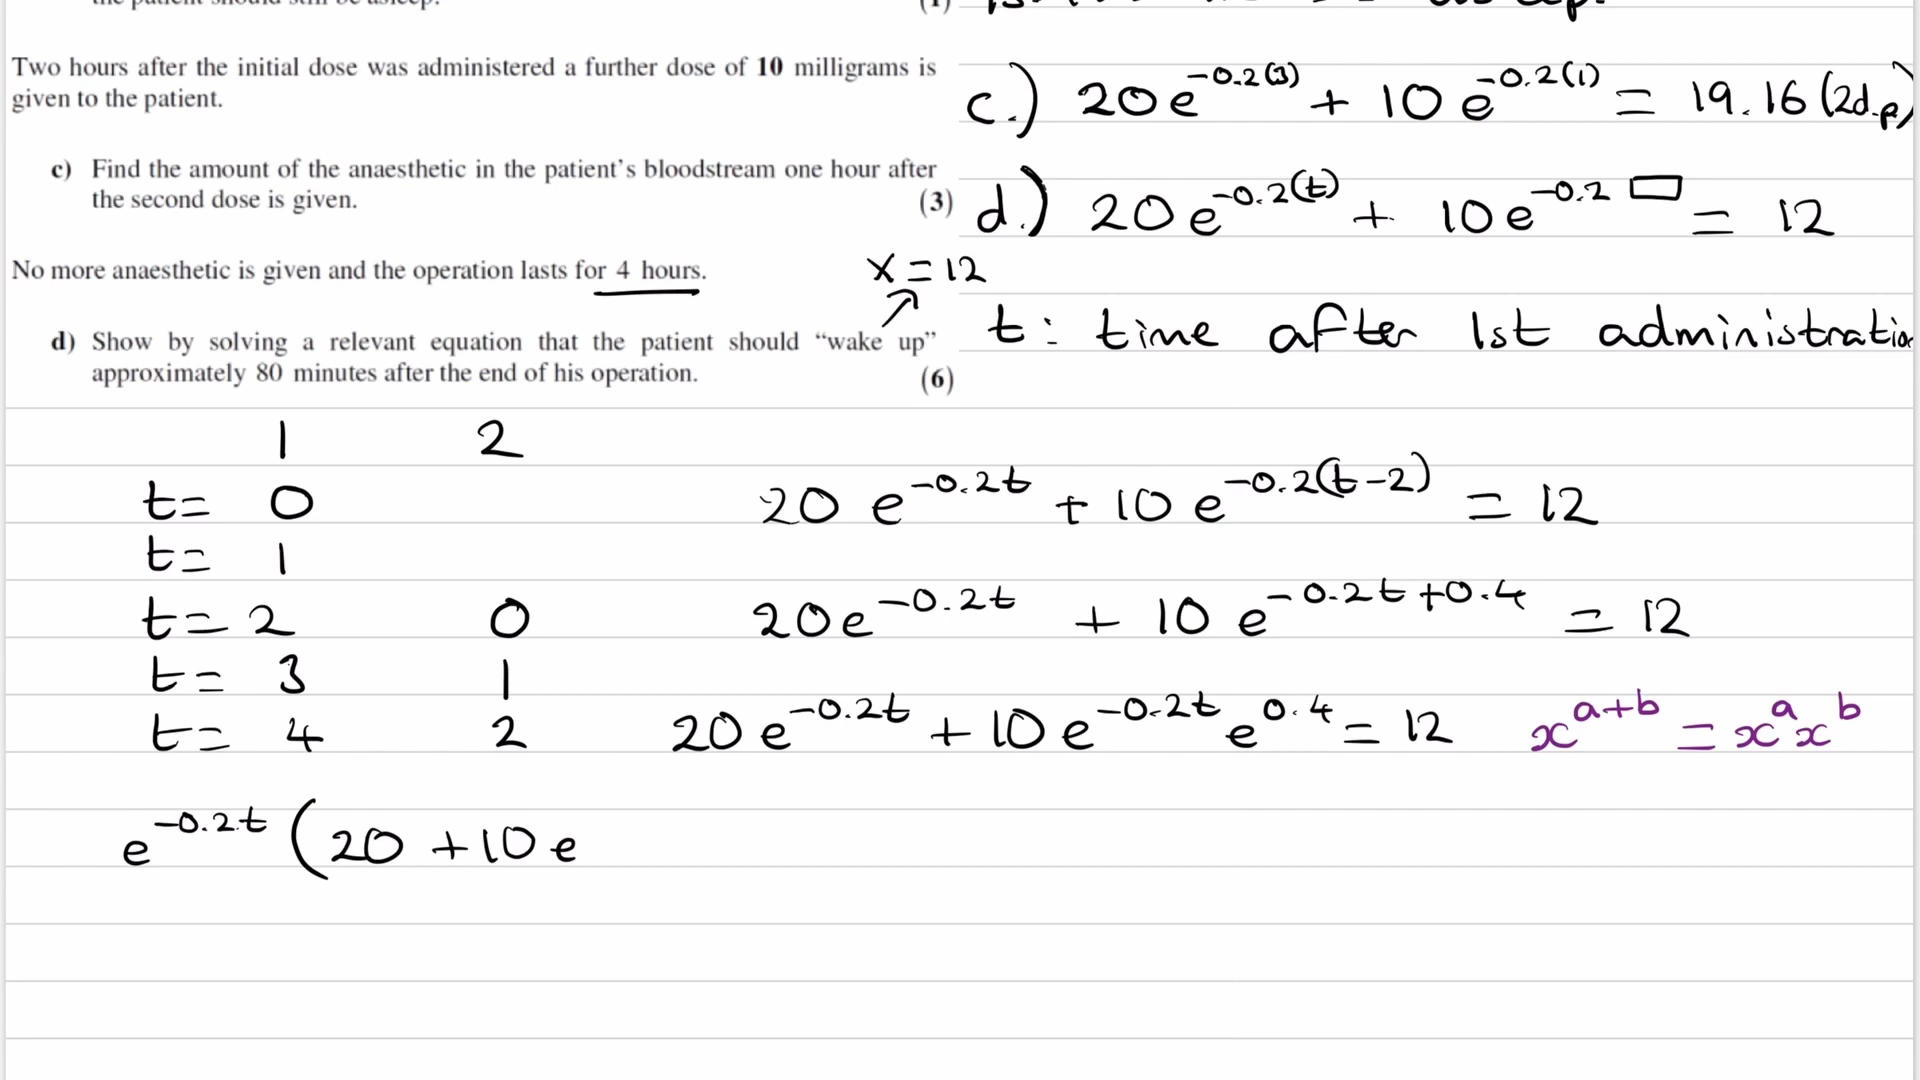 Two hours after the initial dose was administered a further dose of 10 milligrams is
given to the patient.
c) Find the amount of the anaesthetic in the patient's bloodstream one hour after
the second dose is given. (3)
No more anaesthetic is given and the operation lasts for 4 hours.
d) Show by solving a relevant equation that the patient should “wake up”
approximately 80 minutes after the end of his operation. (6)
c.) 20e^-0.2(3) + 10e^-0.2(1) = 19.16 (2d.p)
d.) 20e^-0.2(t) + 10e^-0.2 ▭ = 12
x = 12
t: time after 1st administration
1 2
t= 0
t= 1
t= 2 0
t= 3 1
t= 4 2
20 e^-0.2t + 10 e^-0.2(t-2) = 12
20e^-0.2t + 10 e^-0.2t+0.4 = 12
20 e^-0.2t + 10 e^-0.2t e^0.4 = 12
x^a+b = x^a x^b
e^-0.2t (20 + 10 e